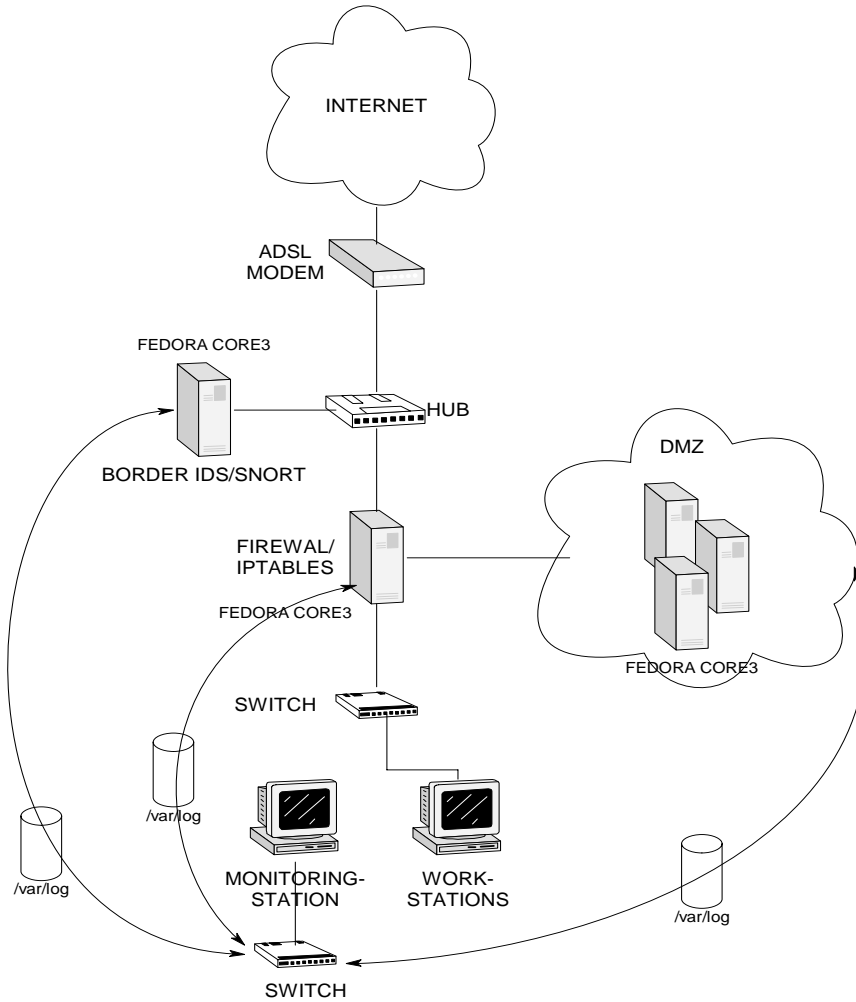 INTERNET
ADSL
MODEM
FEDORA CORE3
HUB
BORDER IDS/SNORT
DMZ
FIREWAL/
IPTABLES
FEDORA CORE3
FEDORA CORE3
SWITCH
/var/log
/var/log
MONITORING-
STATION
WORK-
STATIONS
/var/log
SWITCH